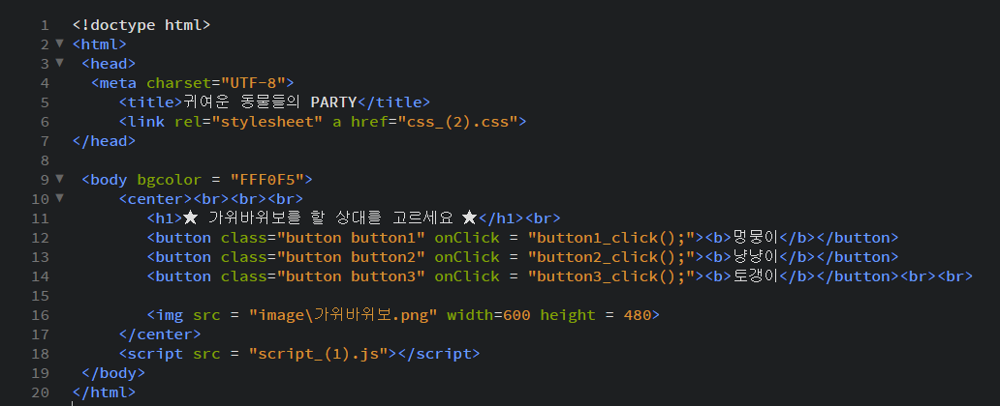 1 <!doctype html>
2 <html>
3 <head>
4 <meta charset="UTF-8">
5 <title>귀여운 동물들의 PARTY</title>
6 <link rel="stylesheet" a href="css_(2).css">
7 </head>
8
9 <body bgcolor = "FFF0F5">
10 <center><br><br><br>
11 <h1>★ 가위바위보를 할 상대를 고르세요 ★</h1><br>
12 <button class="button button1" onClick = "button1_click();"><b>멍뭉이</b></button>
13 <button class="button button2" onClick = "button2_click();"><b>냥냥이</b></button>
14 <button class="button button3" onClick = "button3_click();"><b>토갱이</b></button><br><br>
15
16 <img src = "image\가위바위보.png" width=600 height = 480>
17 </center>
18 <script src = "script_(1).js"></script>
19 </body>
20 </html>